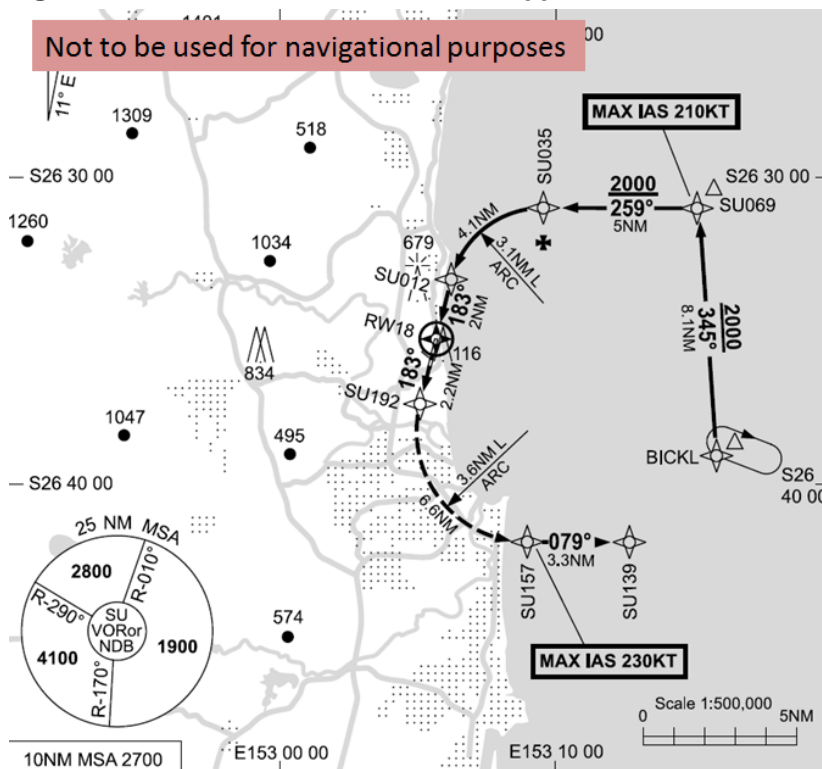 Not to be used for navigational purposes
00
11° E
1309
518
MAX IAS 210KT
S26 30 00
SU035
2000
S26 30 00
259°
SU069
5NM
1260
4.1NM
1034
679
3.1NM L
ARC
SU012
183°
2NM
2000
345°
8.1NM
RW18
116
834
183°
2.2NM
SU192
1047
495
BICKL
3.6NM L
ARC
S26 40 00
S26
40 00
6.6NM
25 NM MSA
079°
3.3NM
SU157
SU139
2800
R-010°
R-290°
SU
VORor
NDB
1900
4100
R-170°
574
MAX IAS 230KT
Scale 1:500,000
0
5NM
10NM MSA 2700
E153 00 00
E153 10 00